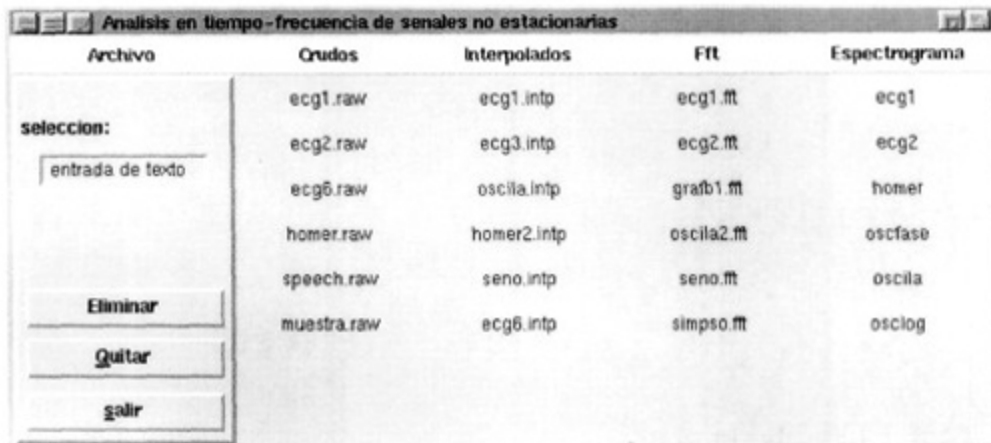 Analisis en tiempo-frecuencia de senales no estacionarias
Archivo Crudos Interpolados Fft Espectrograma
seleccion:
entrada de texto
Eliminar
Quitar
salir
ecg1.raw ecg1.intp ecg1.fft ecg1
ecg2.raw ecg3.intp ecg2.fft ecg2
ecg6.raw oscila.intp grafb1.fft homer
homer.raw homer2.intp oscila2.fft oscfase
speech.raw seno.intp seno.fft oscila
muestra.raw ecg6.intp simpso.fft osclog